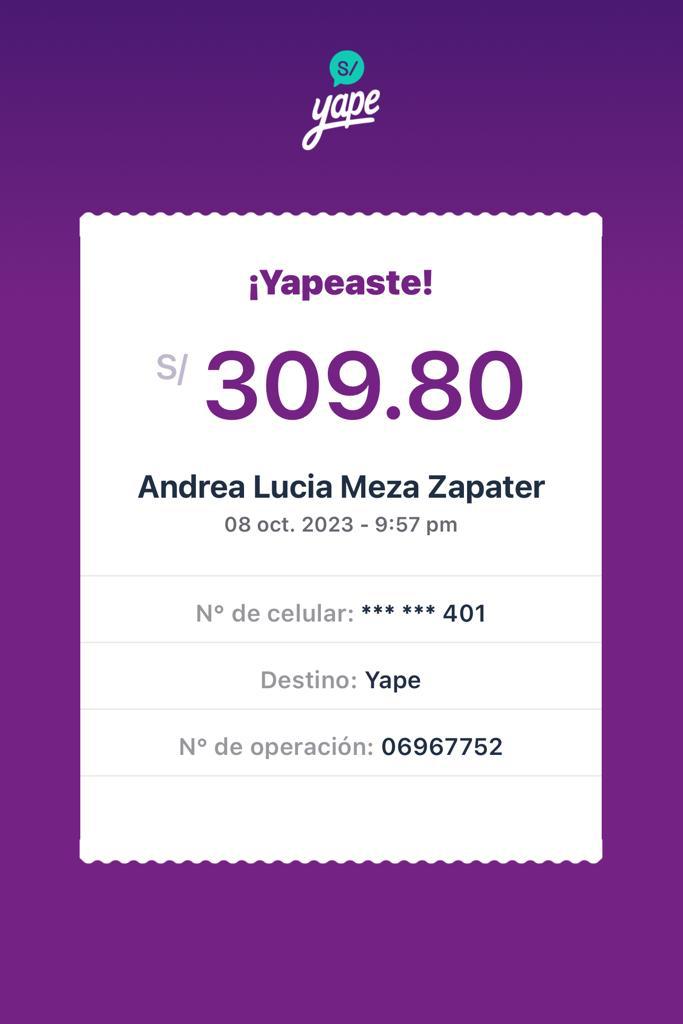 S/
yape
¡Yapeaste!
S/ 309.80
Andrea Lucia Meza Zapater
08 oct. 2023 - 9:57 pm
N° de celular: *** *** 401
Destino: Yape
N° de operación: 06967752